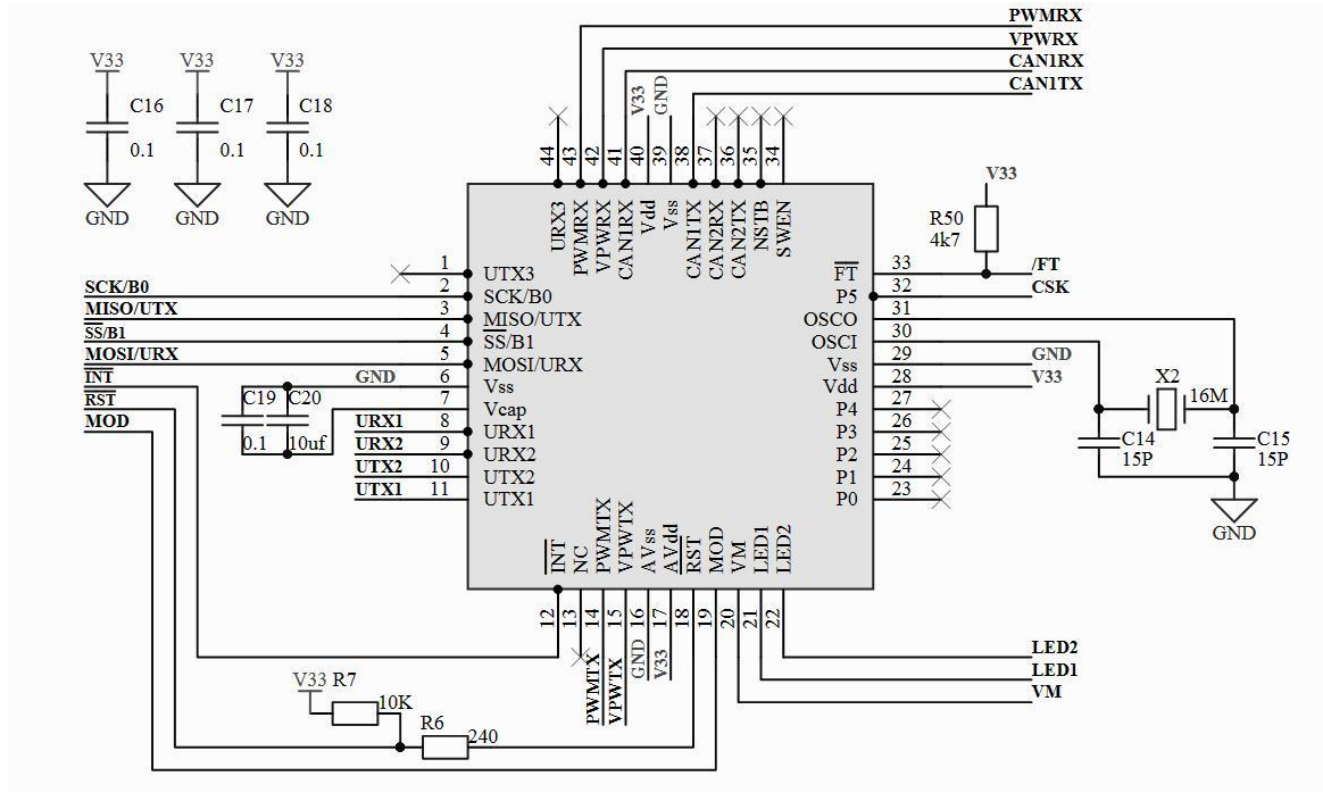 PWMRX
VPWRX
CAN1RX
CAN1TX
V33 V33 V33
C16 C17 C18
0.1 0.1 0.1
GND GND GND
V33 GND
44 43 42 41 40 39 38 37 36 35 34
URX3 PWMRX VPWRX CAN1RX Vdd Vss CAN1TX CAN2RX CAN2TX NSTB SWEN
V33
R50
4k7
1 UTX3
SCK/B0 2 SCK/B0
MISO/UTX 3 MISO/UTX
SS/B1 4 SS/B1
MOSI/URX 5 MOSI/URX
INT GND 6 Vss
RST 7 Vcap
MOD
C19 C20
0.1 10uf
URX1 8 URX1
URX2 9 URX2
UTX2 10 UTX2
UTX1 11 UTX1
FT 33 /FT
P5 32 CSK
OSCO 31
OSCI 30
Vss 29 GND
Vdd 28 V33
P4 27
P3 26
P2 25
P1 24
P0 23
X2
16M
C14 C15
15P 15P
GND
INT NC PWMTX VPWTX AVss AVdd RST MOD VM LED1 LED2
12 13 14 15 16 17 18 19 20 21 22
PWMTX VPWTX GND V33
LED2
LED1
VM
V33 R7
10K
R6
240